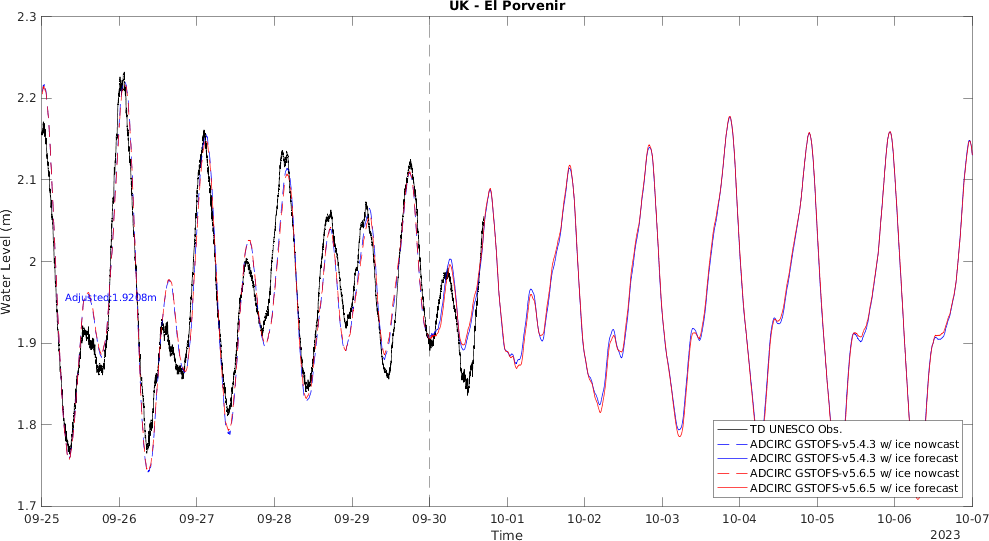 UK - El Porvenir
2.3
2.2
2.1
2
1.9
1.8
1.7
Water Level (m)
Adjusted:1.9208m
TD UNESCO Obs.
ADCIRC GSTOFS-v5.4.3 w/ ice nowcast
ADCIRC GSTOFS-v5.4.3 w/ ice forecast
ADCIRC GSTOFS-v5.6.5 w/ ice nowcast
ADCIRC GSTOFS-v5.6.5 w/ ice forecast
09-25 09-26 09-27 09-28 09-29 09-30 10-01 10-02 10-03 10-04 10-05 10-06 10-07
Time
2023